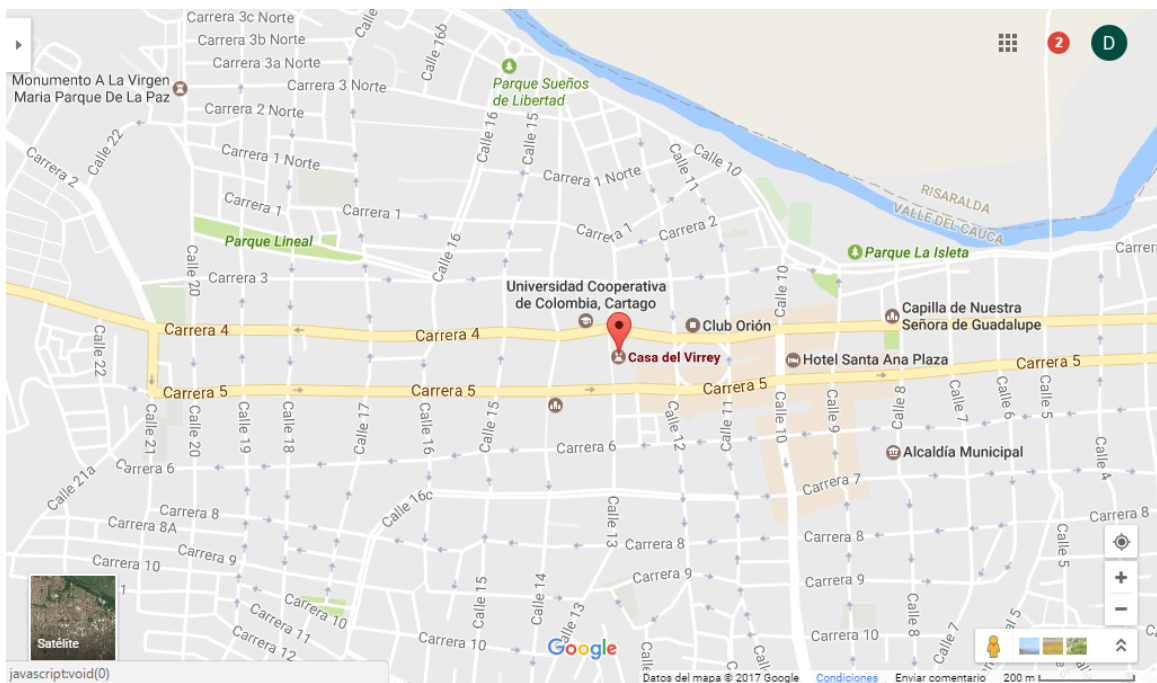 Carrera 3c Norte
Carrera 3b Norte
Carrera 3a Norte
Carrera 3 Norte
Calle 16b
2
D
Monumento A La Virgen
Maria Parque De La Paz
Parque Sueños
de Libertad
Carrera 2 Norte
Calle 22
Carrera 2
Calle 16
Calle 15
Carrera 1 Norte
Carrera 1 Norte
Calle 11
Calle 10
RISARALDA
VALLE DEL CAUCA
Carrera 1
Carrera 1
Carrera 1
Carrera 2
Parque Lineal
Calle 16
Calle 20
Carrera 3
Parque La Isleta
Carrera
Calle 10
Universidad Cooperativa
de Colombia, Cartago
Carrera 4
Carrera 4
Club Orión
Capilla de Nuestra
Señora de Guadalupe
Casa del Virrey
Hotel Santa Ana Plaza
Calle 22
Carrera 5
Carrera 5
Carrera 5
Carrera 5
Calle 21
Calle 20
Calle 19
Calle 18
Calle 17
Calle 16
Calle 15
Calle 12
Calle 11
Calle 10
Calle 9
Calle 8
Calle 7
Calle 6
Calle 5
Calle 4
Carrera 6
Carrera 6
Alcaldía Municipal
Calle 21a
Carrera 7
Calle 16c
Calle 13
Carrera 8
Carrera 8A
Carrera 8
Carrera 8
Carrera 8
Carrera 9
Carrera 10
Calle 5
Carrera 9
Calle 15
Calle 14
Calle 13
1
Carrera 10
Carrera 11
Carrera 12
Carrera 10
Calle 8
Calle 7
Satélite
Google
javascript:void(0)
Datos del mapa © 2017 Google
Condiciones
Enviar comentario
200 m